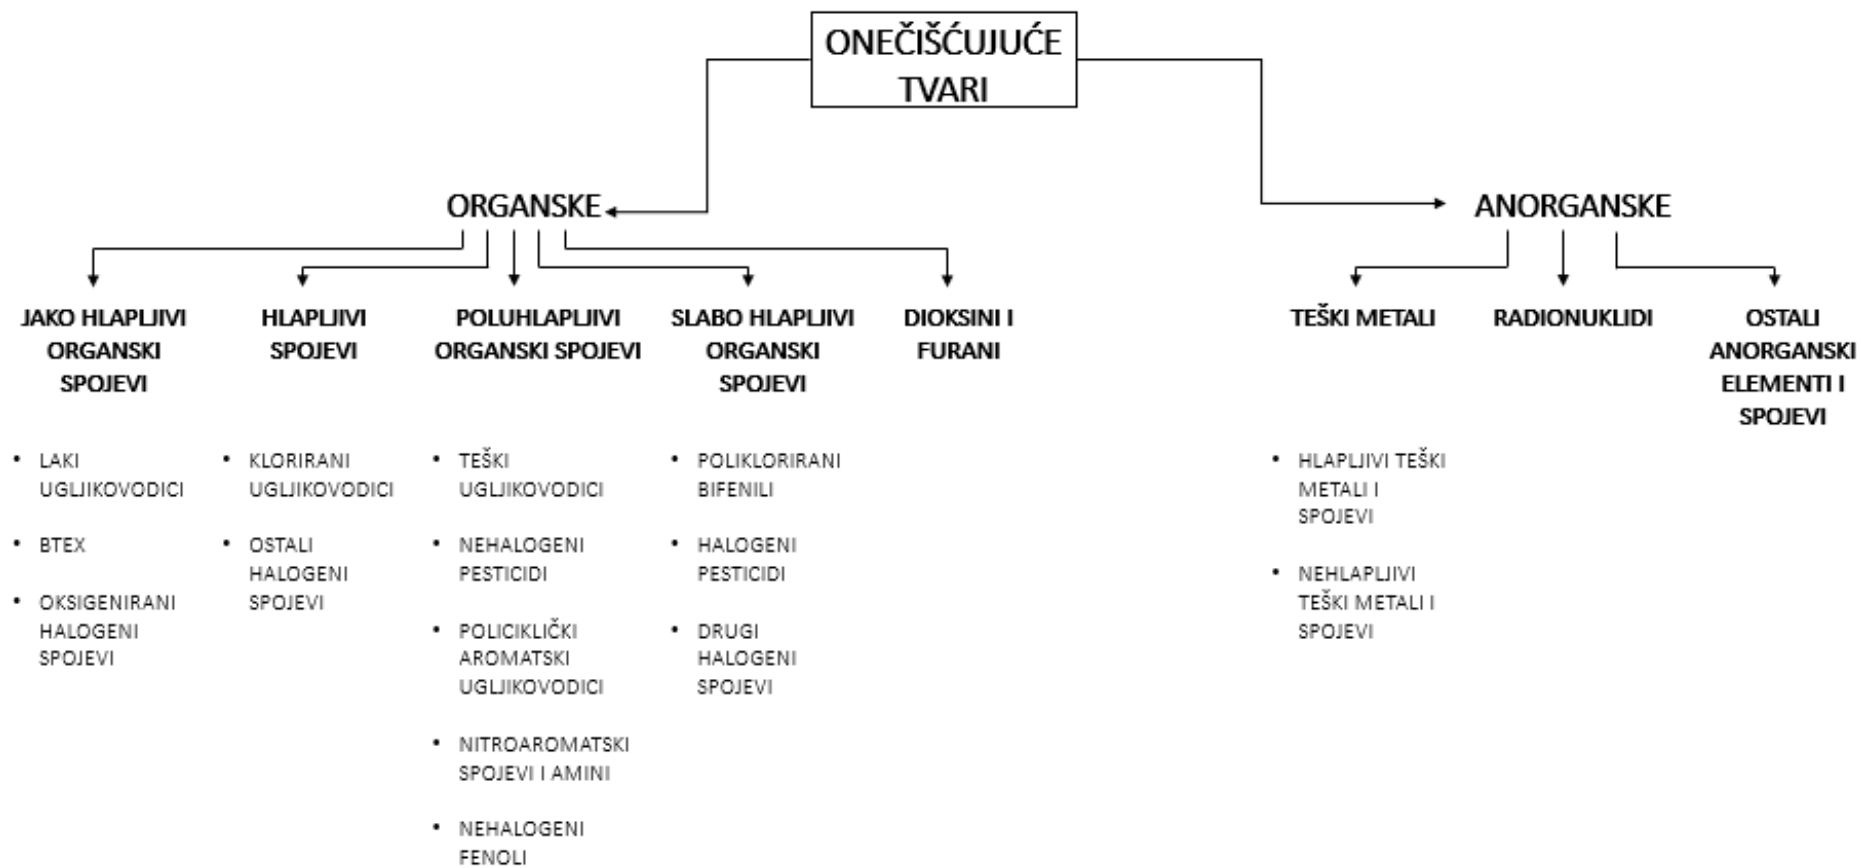 ONEČIŠĆUJUĆE
TVARI
ORGANSKE
ANORGANSKE
JAKO HLAPLJIVI
ORGANSKI
SPOJEVI
HLAPLJIVI
SPOJEVI
POLUHLAPLJIVI
ORGANSKI SPOJEVI
SLABO HLAPLJIVI
ORGANSKI
SPOJEVI
DIOKSINI I
FURANI
TEŠKI METALI
RADIONUKLIDI
OSTALI
ANORGANSKI
ELEMENTI I
SPOJEVI
• LAKI
UGLJIKOVODICI
• BTEX
• OKSIGENIRANI
HALOGENI
SPOJEVI
• KLORIRANI
UGLJIKOVODICI
• OSTALI
HALOGENI
SPOJEVI
• TEŠKI
UGLJIKOVODICI
• NEHALOGENI
PESTICIDI
• POLICIKLIČKI
AROMATSKI
UGLJIKOVODICI
• NITROAROMATSKI
SPOJEVI I AMINI
• NEHALOGENI
FENOLI
• POLIKLORIRANI
BIFENILI
• HALOGENI
PESTICIDI
• DRUGI
HALOGENI
SPOJEVI
• HLAPLJIVI TEŠKI
METALI I
SPOJEVI
• NEHLAPLJIVI
TEŠKI METALI I
SPOJEVI